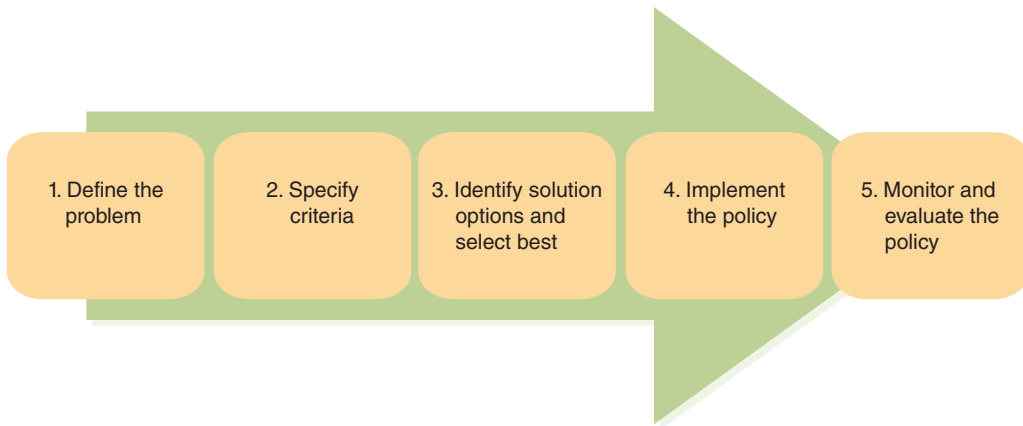 1. Define the
problem
2. Specify
criteria
3. Identify solution
options and
select best
4. Implement
the policy
5. Monitor and
evaluate the
policy